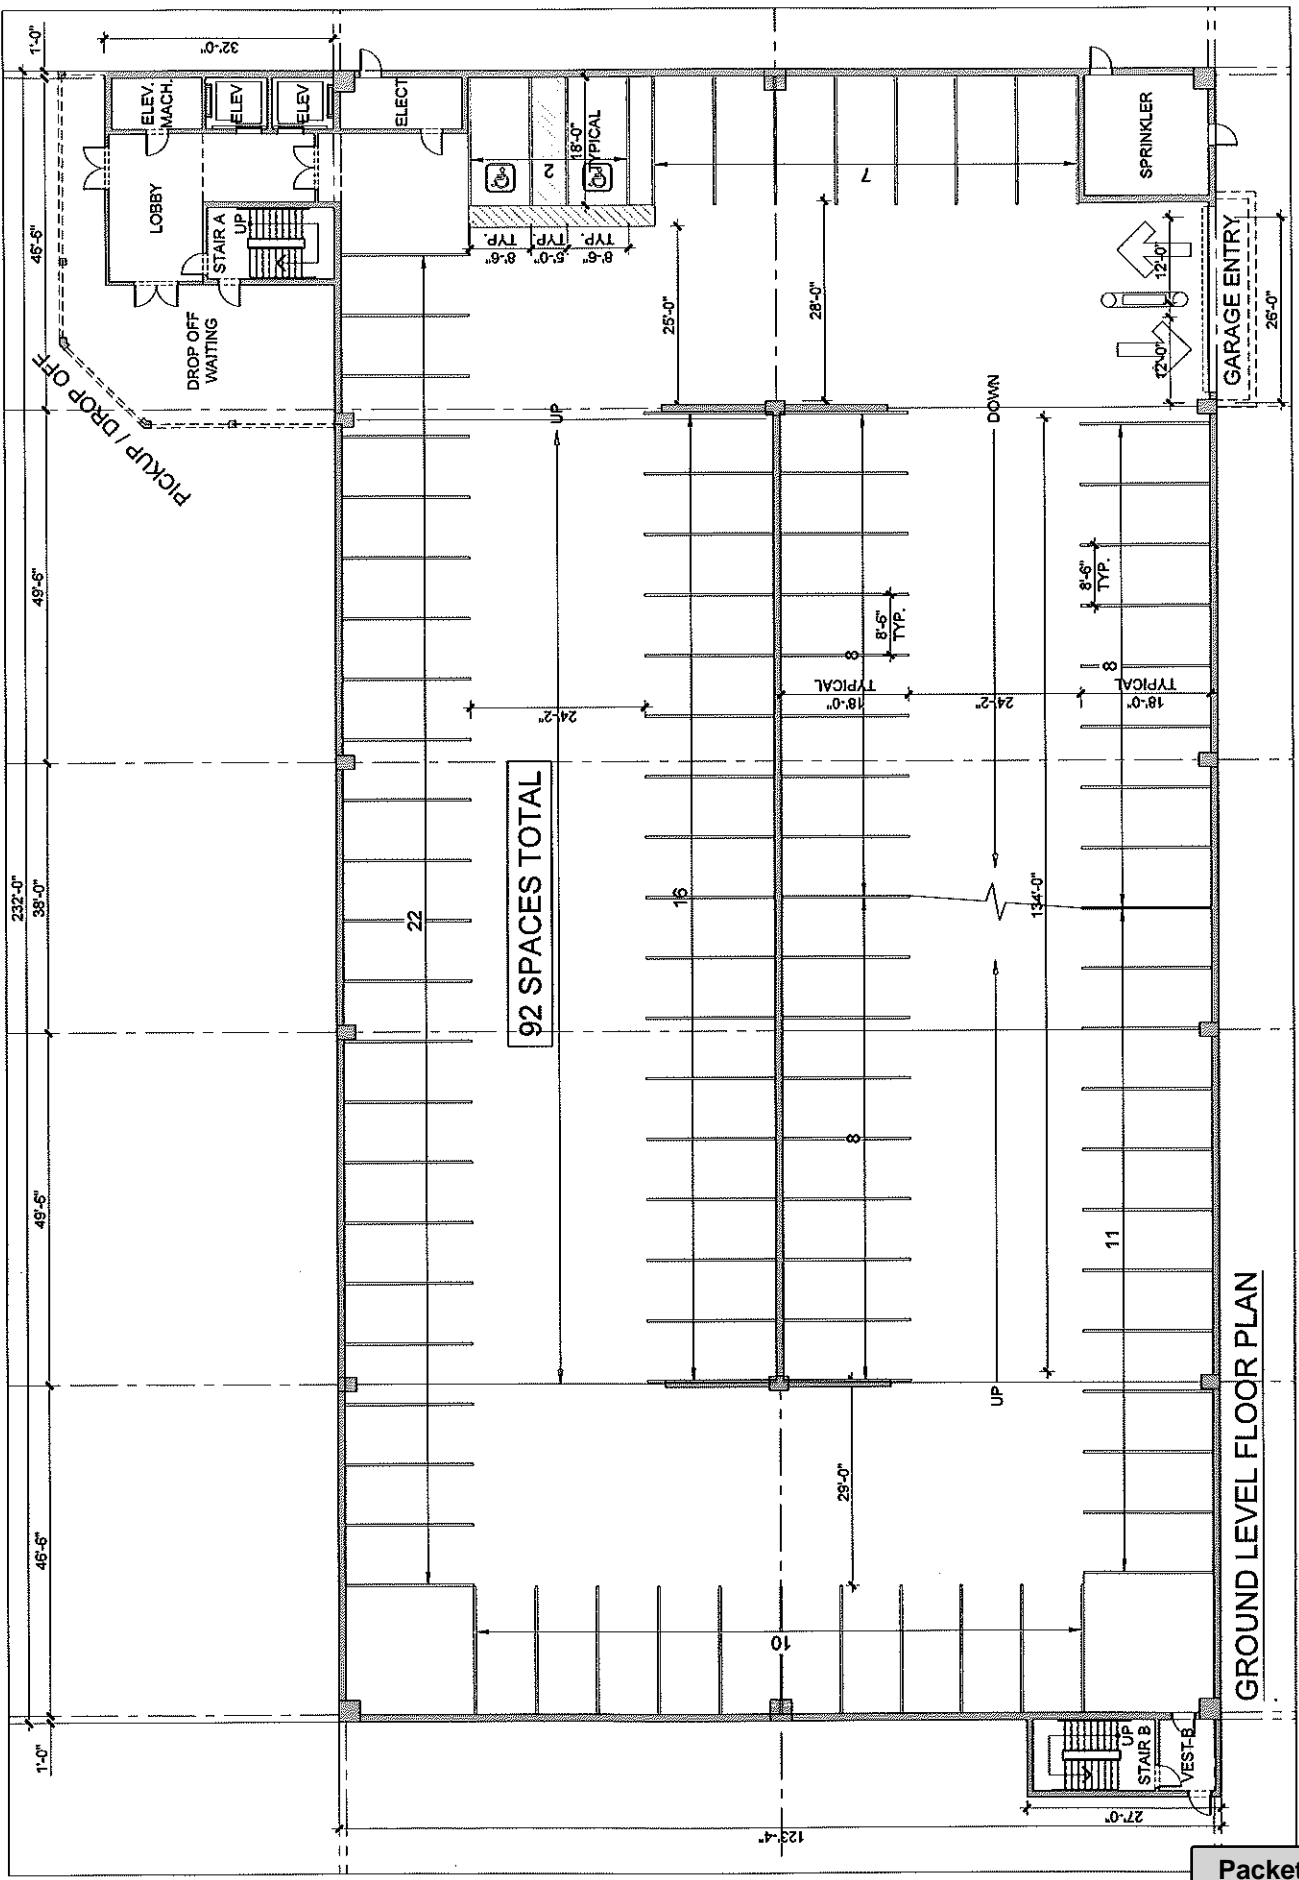 232'-0"
1'-0"
46'-6"
49'-6"
38'-0"
49'-6"
46'-6"
1'-0"
32'-0"
ELEV.
MACH.
ELEV
ELEV
ELECT
LOBBY
STAIR A
UP
DROP OFF
WAITING
PICKUP / DROP OFF
2
18'-0"
TYPICAL
8'-6"
TYP.
5'-0"
TYP.
8'-6"
TYP.
7
SPRINKLER
25'-0"
28'-0"
12'-0"
12'-0"
GARAGE ENTRY
26'-0"
UP
DOWN
22
92 SPACES TOTAL
24'-2"
16
8
8'-6"
TYP.
18'-0"
TYPICAL
24'-2"
18'-0"
TYPICAL
8
8'-6"
TYP.
134'-0"
8
11
UP
29'-0"
10
STAIR B
UP
VEST-B
27'-0"
123'-4"
GROUND LEVEL FLOOR PLAN
Packet